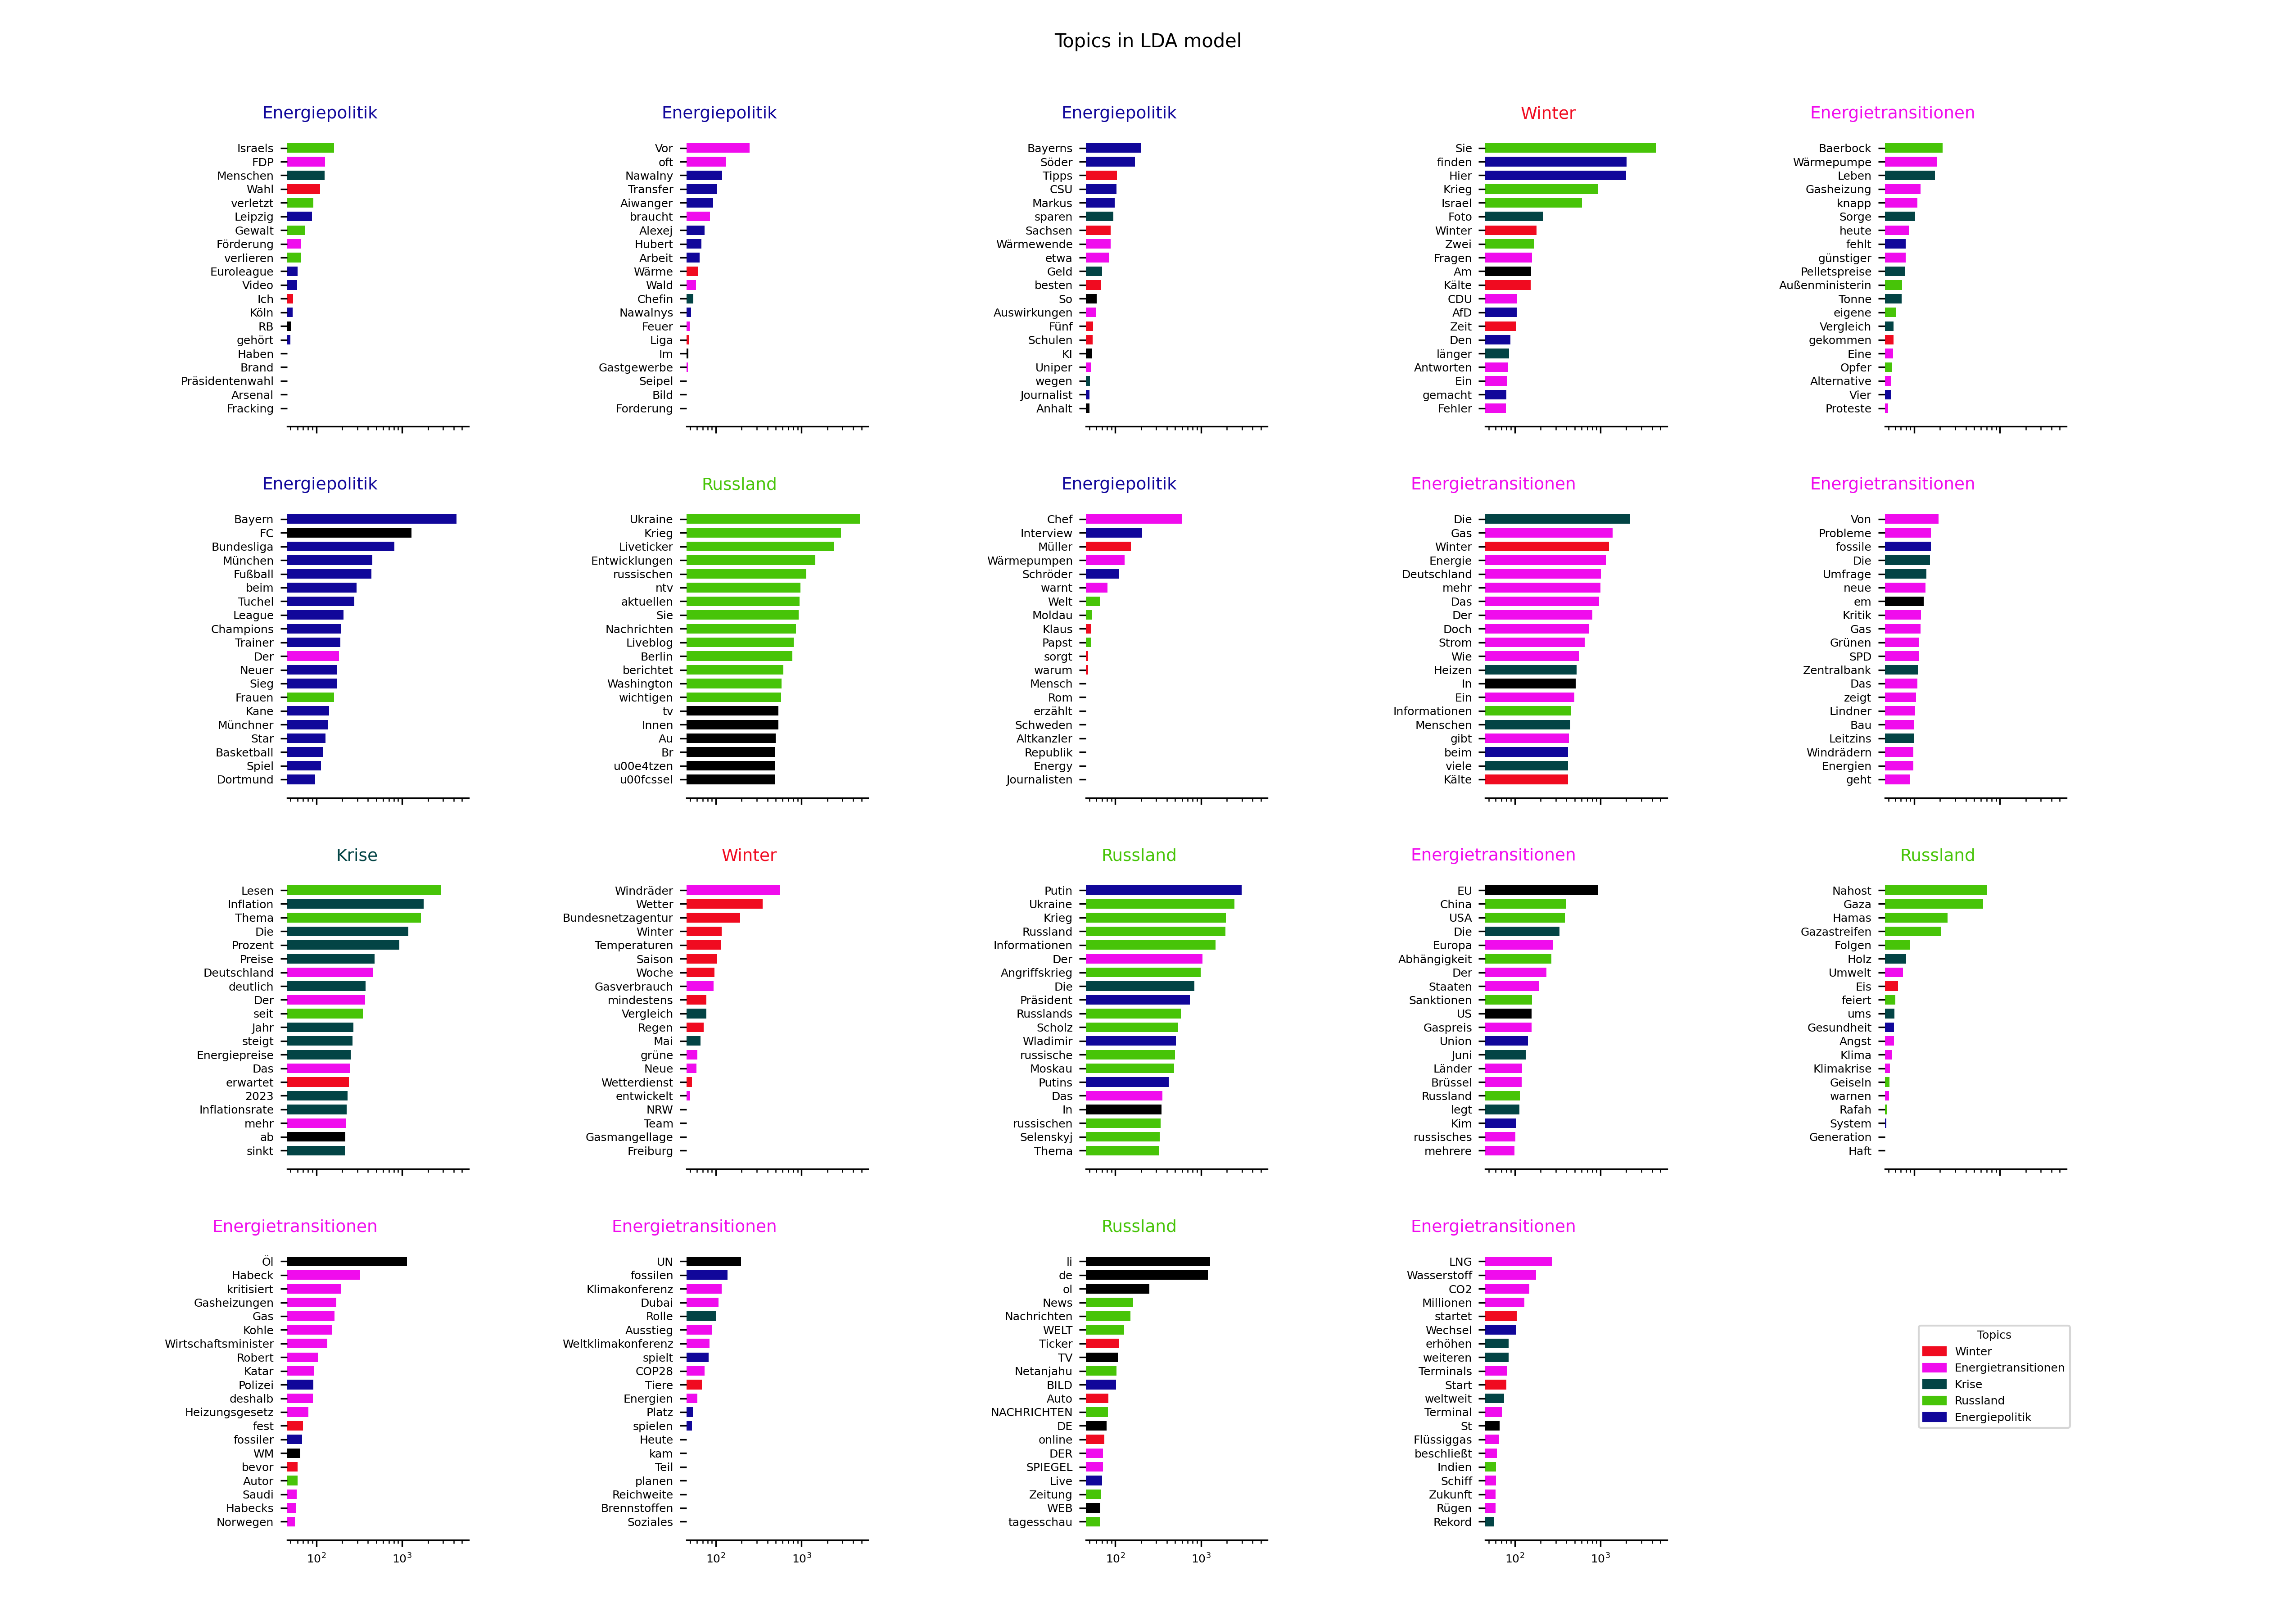 Topics in LDA model
Energiepolitik
Israels
FDP
Menschen
Wahl
verletzt
Leipzig
Gewalt
Förderung
verlieren
Euroleague
Video
Ich
Köln
RB
gehört
Haben
Brand
Präsidentenwahl
Arsenal
Fracking
Energiepolitik
Vor
oft
Nawalny
Transfer
Aiwanger
braucht
Alexej
Hubert
Arbeit
Wärme
Wald
Chefin
Nawalnys
Feuer
Liga
Im
Gastgewerbe
Seipel
Bild
Forderung
Energiepolitik
Bayerns
Söder
Tipps
CSU
Markus
sparen
Sachsen
Wärmewende
etwa
Geld
besten
So
Auswirkungen
Fünf
Schulen
KI
Uniper
wegen
Journalist
Anhalt
Winter
Sie
finden
Hier
Krieg
Israel
Foto
Winter
Zwei
Fragen
Am
Kälte
CDU
AfD
Zeit
Den
länger
Antworten
Ein
gemacht
Fehler
Energietransitionen
Baerbock
Wärmepumpe
Leben
Gasheizung
knapp
Sorge
heute
fehlt
günstiger
Pelletspreise
Außenministerin
Tonne
eigene
Vergleich
gekommen
Eine
Opfer
Alternative
Vier
Proteste
Energiepolitik
Bayern
FC
Bundesliga
München
Fußball
beim
Tuchel
League
Champions
Trainer
Der
Neuer
Sieg
Frauen
Kane
Münchner
Star
Basketball
Spiel
Dortmund
Russland
Ukraine
Krieg
Liveticker
Entwicklungen
russischen
ntv
aktuellen
Sie
Nachrichten
Liveblog
Berlin
berichtet
Washington
wichtigen
tv
Innen
Au
Br
u00e4tzen
u00fcssel
Energiepolitik
Chef
Interview
Müller
Wärmepumpen
Schröder
warnt
Welt
Moldau
Klaus
Papst
sorgt
warum
Mensch
Rom
erzählt
Schweden
Altkanzler
Republik
Energy
Journalisten
Energietransitionen
Die
Gas
Winter
Energie
Deutschland
mehr
Das
Der
Doch
Strom
Wie
Heizen
In
Ein
Informationen
Menschen
gibt
beim
viele
Kälte
Energietransitionen
Von
Probleme
fossile
Die
Umfrage
neue
em
Kritik
Gas
Grünen
SPD
Zentralbank
Das
zeigt
Lindner
Bau
Leitzins
Windrädern
Energien
geht
Krise
Lesen
Inflation
Thema
Die
Prozent
Preise
Deutschland
deutlich
Der
seit
Jahr
steigt
Energiepreise
Das
erwartet
2023
Inflationsrate
mehr
ab
sinkt
Winter
Windräder
Wetter
Bundesnetzagentur
Winter
Temperaturen
Saison
Woche
Gasverbrauch
mindestens
Vergleich
Regen
Mai
grüne
Neue
Wetterdienst
entwickelt
NRW
Team
Gasmangellage
Freiburg
Russland
Putin
Ukraine
Krieg
Russland
Informationen
Der
Angriffskrieg
Die
Präsident
Russlands
Scholz
Wladimir
russische
Moskau
Putins
Das
In
russischen
Selenskyj
Thema
Energietransitionen
EU
China
USA
Die
Europa
Abhängigkeit
Der
Staaten
Sanktionen
US
Gaspreis
Union
Juni
Länder
Brüssel
Russland
legt
Kim
russisches
mehrere
Russland
Nahost
Gaza
Hamas
Gazastreifen
Folgen
Holz
Umwelt
Eis
feiert
ums
Gesundheit
Angst
Klima
Klimakrise
Geiseln
warnen
Rafah
System
Generation
Haft
Energietransitionen
Öl
Habeck
kritisiert
Gasheizungen
Gas
Kohle
Wirtschaftsminister
Robert
Katar
Polizei
deshalb
Heizungsgesetz
fest
fossiler
WM
bevor
Autor
Saudi
Habecks
Norwegen
10²
10³
Energietransitionen
UN
fossilen
Klimakonferenz
Dubai
Rolle
Ausstieg
Weltklimakonferenz
spielt
COP28
Tiere
Energien
Platz
spielen
Heute
kam
Teil
planen
Reichweite
Brennstoffen
Soziales
10²
10³
Russland
li
de
ol
News
Nachrichten
WELT
Ticker
TV
Netanjahu
BILD
Auto
NACHRICHTEN
DE
online
DER
SPIEGEL
Live
Zeitung
WEB
tagesschau
10²
10³
Energietransitionen
LNG
Wasserstoff
CO2
Millionen
startet
Wechsel
erhöhen
weiteren
Terminals
Start
weltweit
Terminal
St
Flüssiggas
beschließt
Indien
Schiff
Zukunft
Rügen
Rekord
10²
10³
Topics
Winter
Energietransitionen
Krise
Russland
Energiepolitik